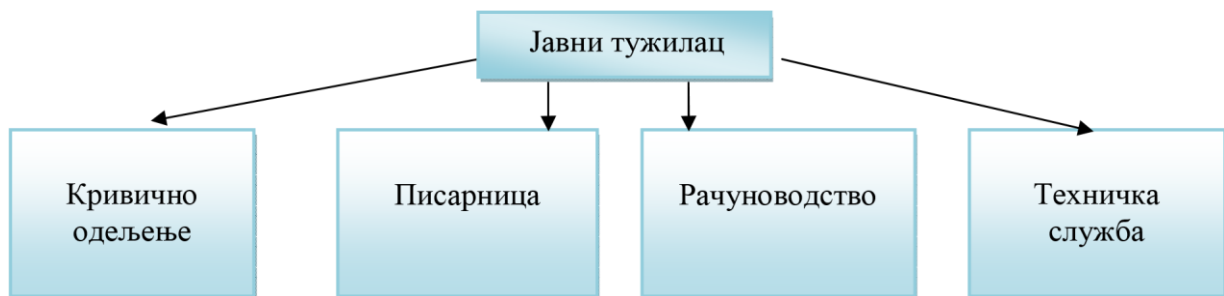 Јавни тужилац
Кривично
одељење
Писарница
Рачуноводство
Техничка
служба